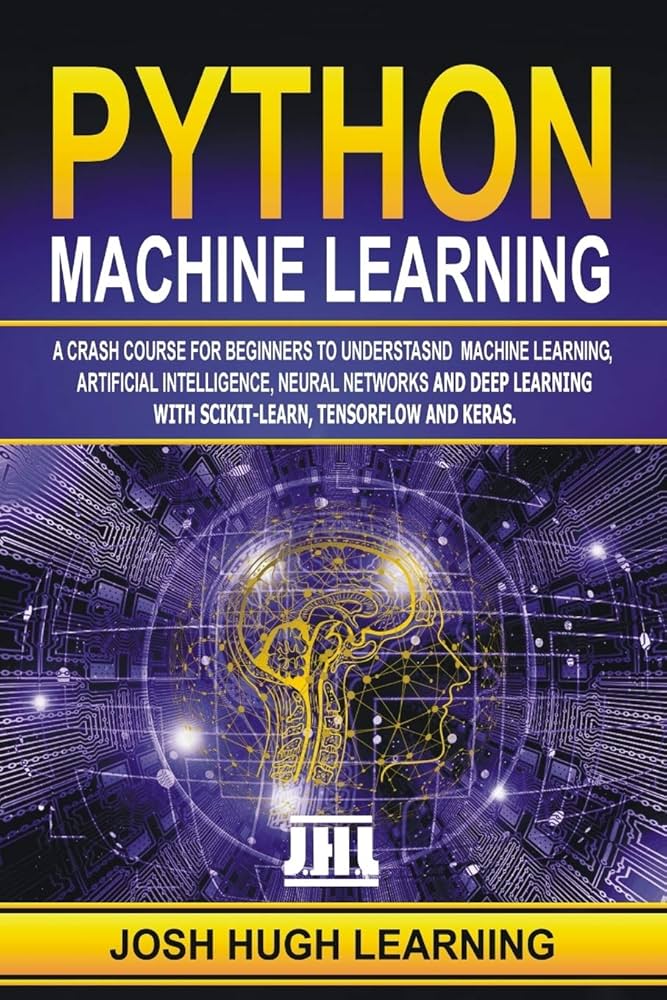 PYTHON
MACHINE LEARNING
A CRASH COURSE FOR BEGINNERS TO UNDERSTASND MACHINE LEARNING,
ARTIFICIAL INTELLIGENCE, NEURAL NETWORKS AND DEEP LEARNING
WITH SCIKIT-LEARN, TENSORFLOW AND KERAS.
J.H.L
JOSH HUGH LEARNING